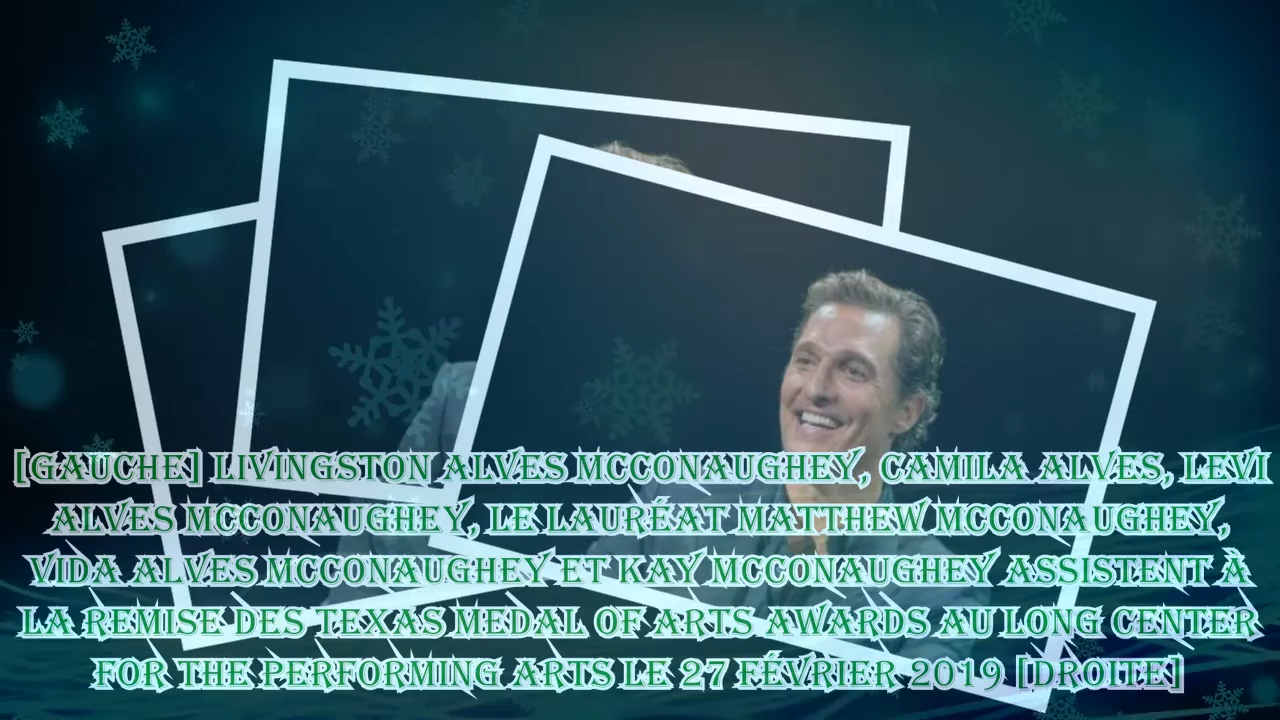 [GAUCHE] LIVINGSTON ALVES MCCONAUGHEY, CAMILA ALVES, LEVI
ALVES MCCONAUGHEY, LE LAURÉAT MATTHEW MCCONAUGHEY,
VIDA ALVES MCCONAUGHEY ET KAY MCCONAUGHEY ASSISTENT À
LA REMISE DES TEXAS MEDAL OF ARTS AWARDS AU LONG CENTER
FOR THE PERFORMING ARTS LE 27 FÉVRIER 2019 [DROITE]